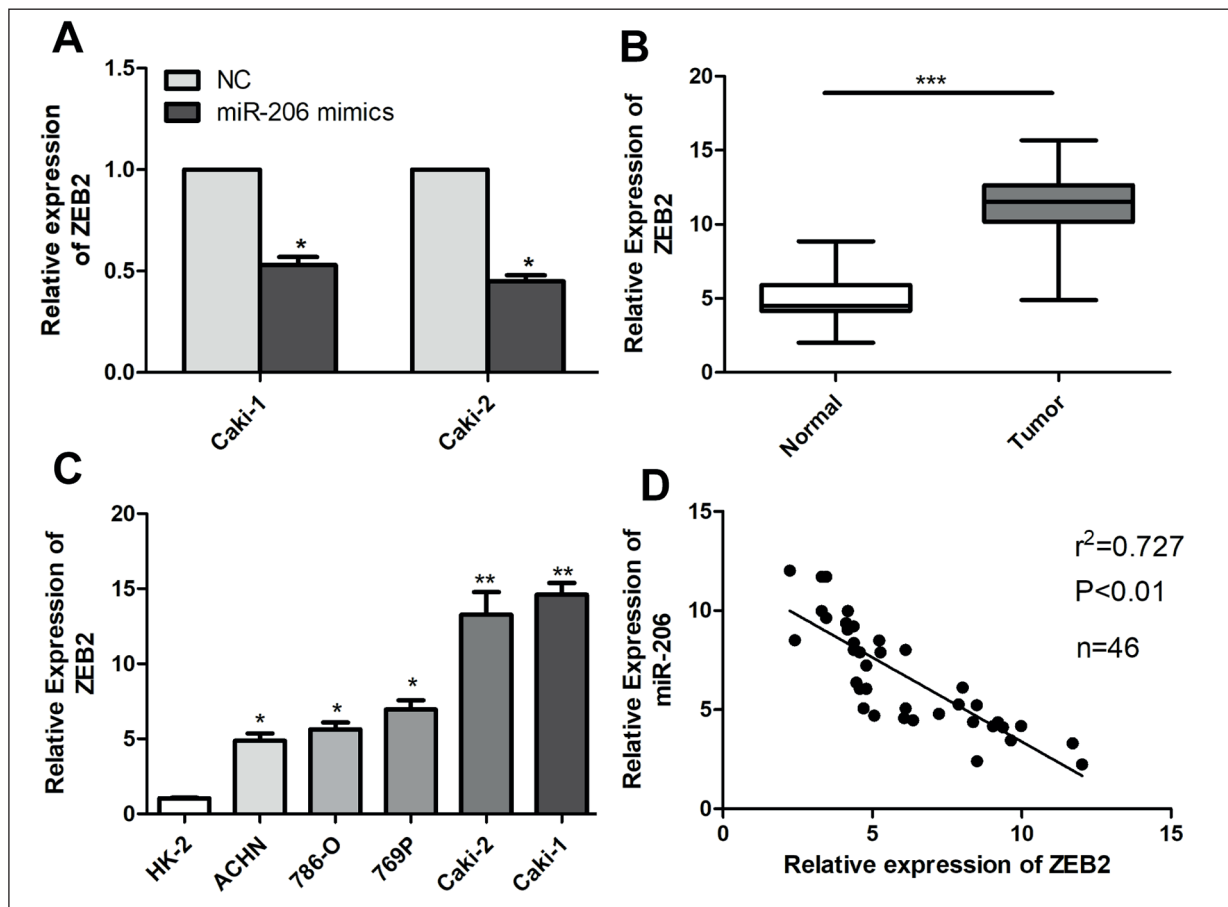 A
Relative expression
of ZEB2
1.5
1.0
0.5
0.0
NC
miR-206 mimics
*
*
Caki-1
Caki-2
B
Relative Expression of
ZEB2
20
15
10
5
0
***
Normal
Tumor
C
Relative Expression of
ZEB2
20
15
10
5
0
*
*
*
**
**
HK-2
ACHN
786-O
769P
Caki-2
Caki-1
D
Relative Expression of
miR-206
15
10
5
0
r²=0.727
P<0.01
n=46
0
5
10
15
Relative expression of ZEB2